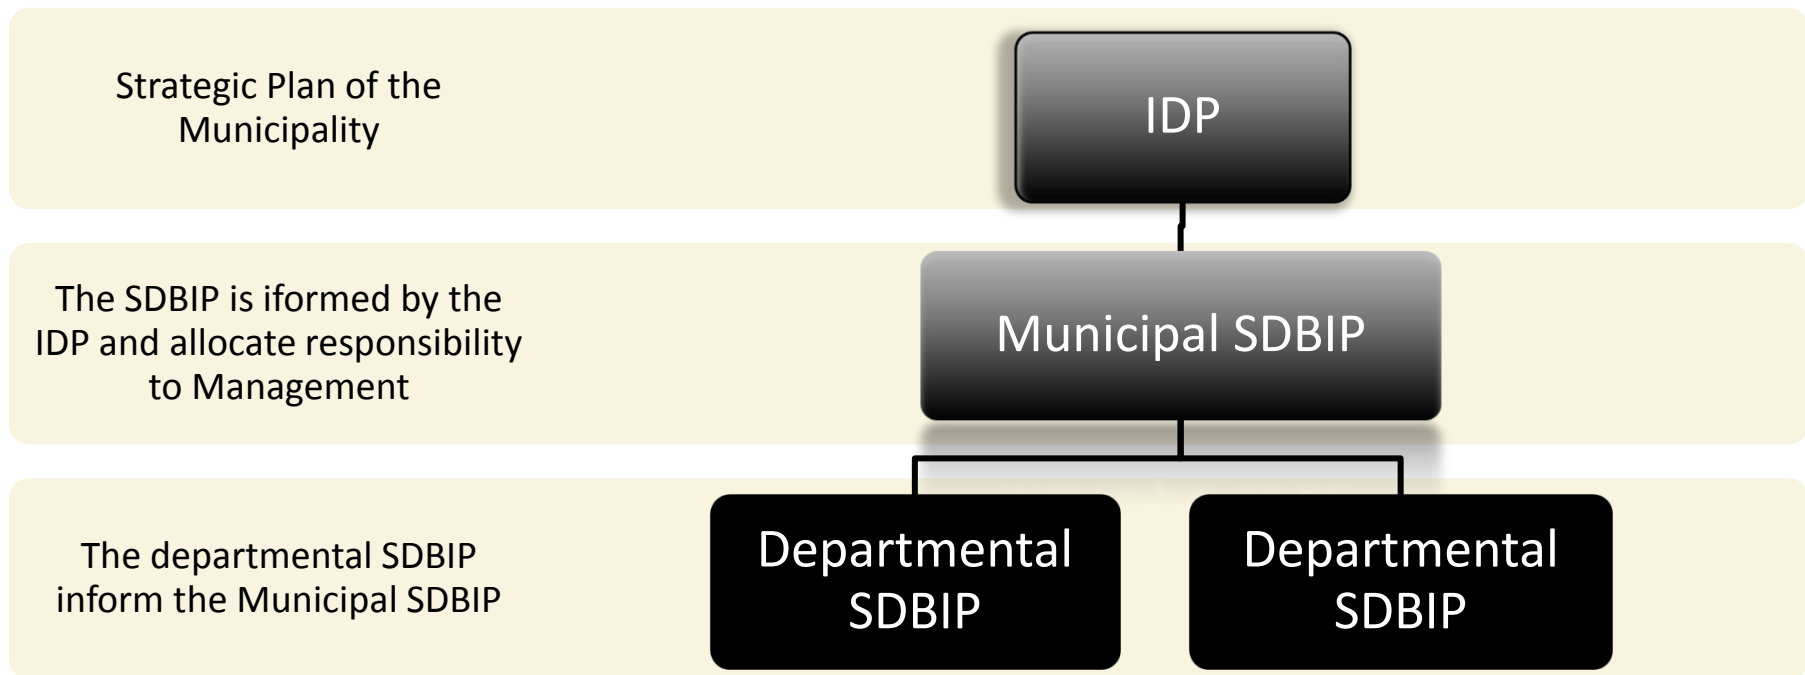 Strategic Plan of the
Municipality
IDP
The SDBIP is iformed by the
IDP and allocate responsibility
to Management
Municipal SDBIP
The departmental SDBIP
inform the Municipal SDBIP
Departmental
SDBIP
Departmental
SDBIP